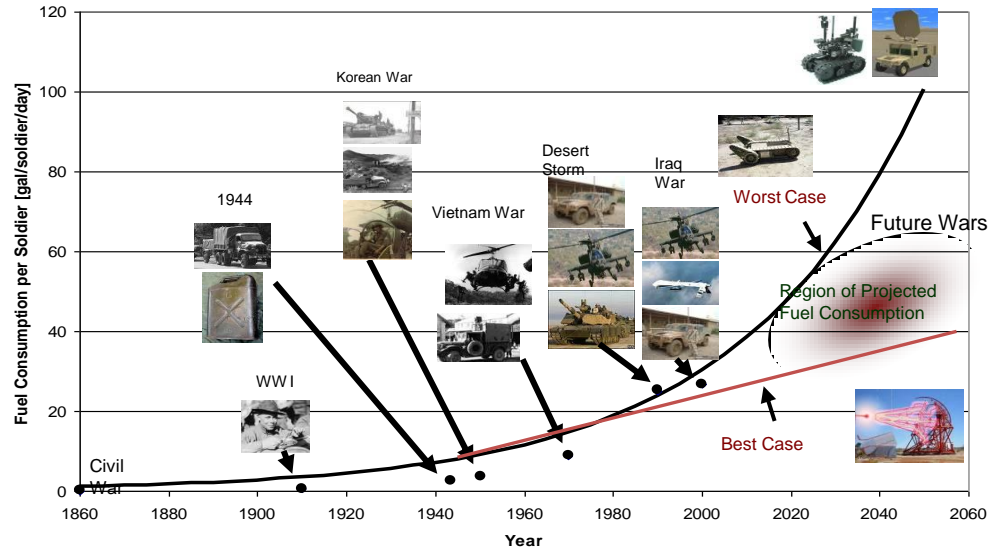 120
100
80
60
40
20
0
Fuel Consumption per Soldier [gal/soldier/day]
Korean War
1944
WW I
Civil
War
Vietnam War
Desert
Storm
Iraq
War
Worst Case
Future Wars
Region of Projected
Fuel Consumption
Best Case
1860 1880 1900 1920 1940 1960 1980 2000 2020 2040 2060
Year